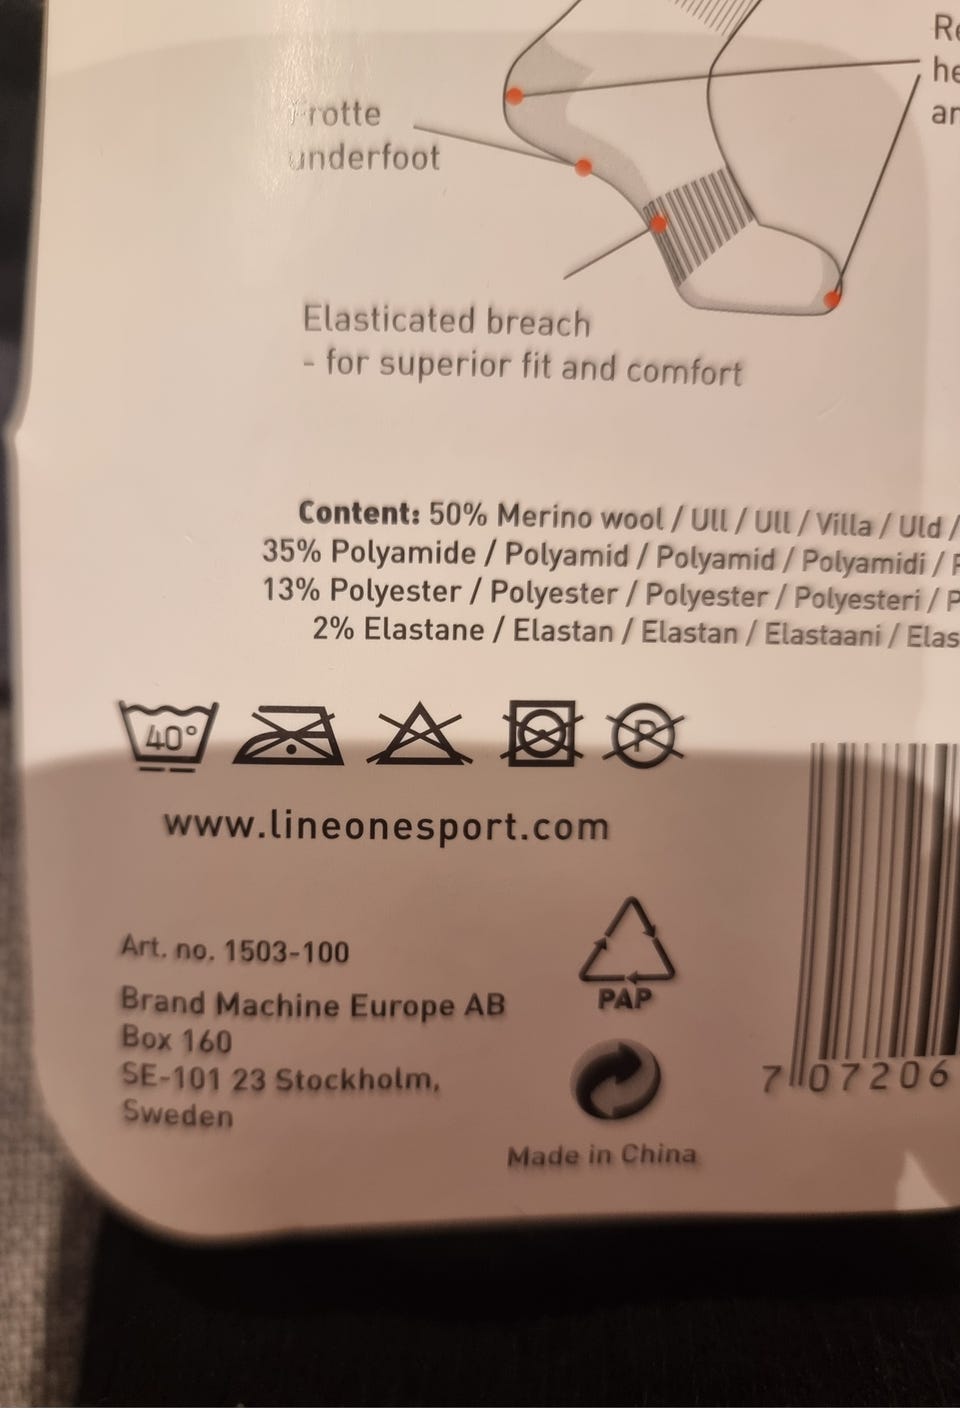 Frotte
underfoot
Elasticated breach
- for superior fit and comfort
Content: 50% Merino wool / Ull / Ull / Villa / Uld /
35% Polyamide / Polyamid / Polyamid / Polyamidi /
13% Polyester / Polyester / Polyester / Polyesteri /
2% Elastane / Elastan / Elastan / Elastaani /
40°
P
www.lineonesport.com
Art. no. 1503-100
Brand Machine Europe AB
Box 160
SE-101 23 Stockholm,
Sweden
PAP
Made in China
7 07206